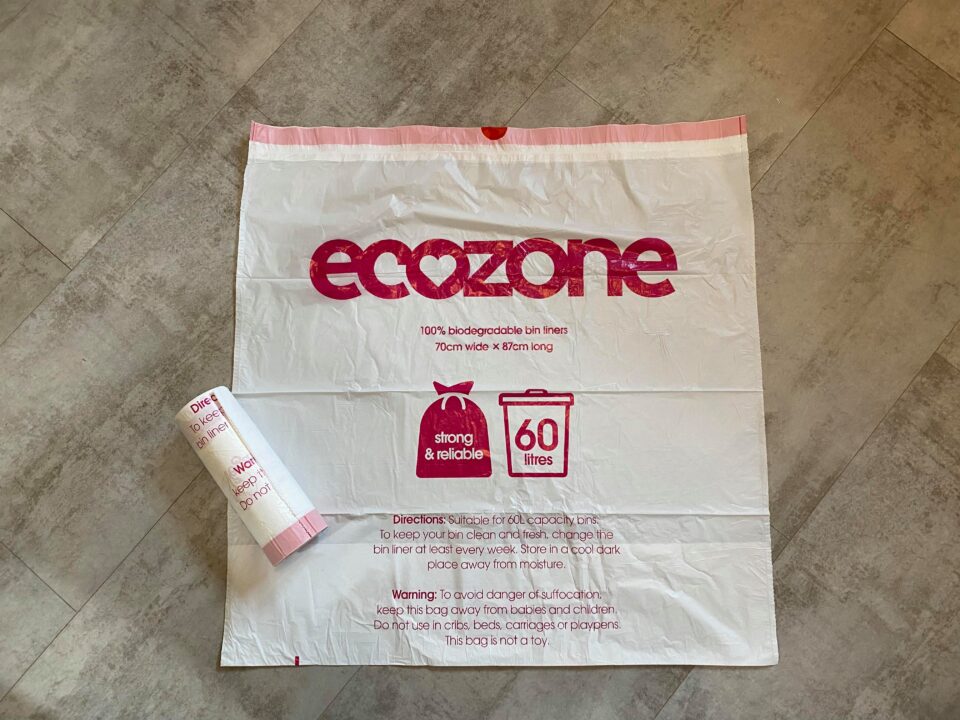 ecozone
100% biodegradable bin liners
70cm wide × 87cm long
strong
& reliable
60
litres
Directions: Suitable for 60L capacity bins.
To keep your bin clean and fresh, change the
bin liner at least every week. Store in a cool dark
place away from moisture.
Warning: To avoid danger of suffocation,
keep this bag away from babies and children.
Do not use in cribs, beds, carriages or playpens.
This bag is not a toy.
Direc
To keep
bin liner
Warn
keep th
Do not